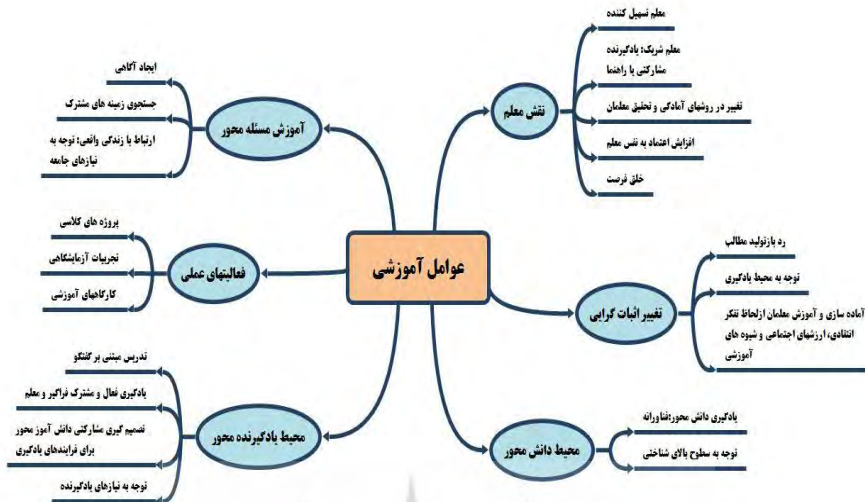 عوامل آموزشی
نقش معلم
معلم تسهیل کننده
معلم شریک: یادگیرنده
مشارکتی یا راهنما
تغییر در روشهای آمادگی و تحقیق معلمان
افزایش اعتماد به نفس معلم
خلق فرصت
تغییر اثبات گرایی
رد بازتولید مطالب
توجه به محیط یادگیری
آماده سازی و آموزش معلمان ازلحاظ تفکر
انتقادی، ارزشهای اجتماعی و شیوه های
آموزشی
محیط دانش محور
یادگیری دانش محور:فناورانه
توجه به سطوح بالای شناختی
آموزش مسئله محور
ایجاد آگاهی
جستجوی زمینه های مشترک
ارتباط با زندگی واقعی: توجه به
نیازهای جامعه
فعالیتهای عملی
پروژه های کلاسی
تجربیات آزمایشگاهی
کارگاههای آموزشی
محیط یادگیرنده محور
تدریس مبتنی بر گفتگو
یادگیری فعال و مشترک فراگیر و معلم
تصمیم گیری مشارکتی دانش آموز محور
برای فرایندهای یادگیری
توجه به نیازهای یادگیرنده